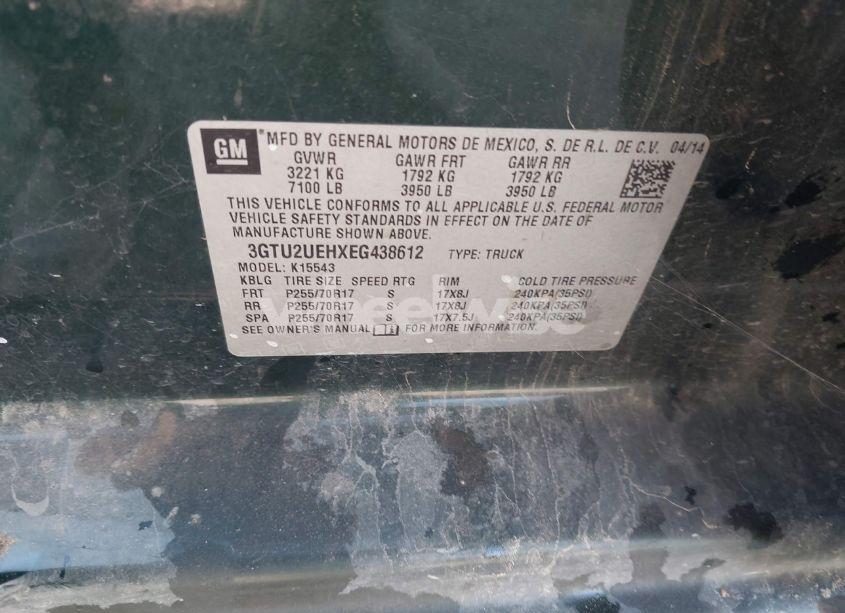 GM ® MFD BY GENERAL MOTORS DE MEXICO, S. DE R.L. DE C.V. 04/14
GVWR GAWR FRT GAWR RR
3221 KG 1792 KG 1792 KG
7100 LB 3950 LB 3950 LB
THIS VEHICLE CONFORMS TO ALL APPLICABLE U.S. FEDERAL MOTOR
VEHICLE SAFETY STANDARDS IN EFFECT ON THE DATE OF
MANUFACTURE SHOWN ABOVE.
3GTU2UEHXEG438612 TYPE: TRUCK
MODEL: K15543
KBLG TIRE SIZE SPEED RTG RIM COLD TIRE PRESSURE
FRT P255/70R17 S 17X8J 240KPA(35PSI)
RR P255/70R17 S 17X8J 240KPA(35PSI)
SPA P255/70R17 S 17X7.5J 240KPA(35PSI)
SEE OWNER'S MANUAL FOR MORE INFORMATION.